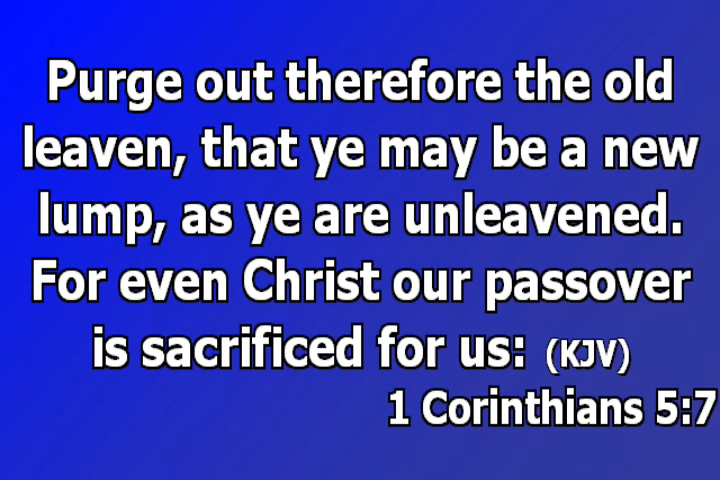 Purge out therefore the old
leaven, that ye may be a new
lump, as ye are unleavened.
For even Christ our passover
is sacrificed for us: (KJV)
1 Corinthians 5:7